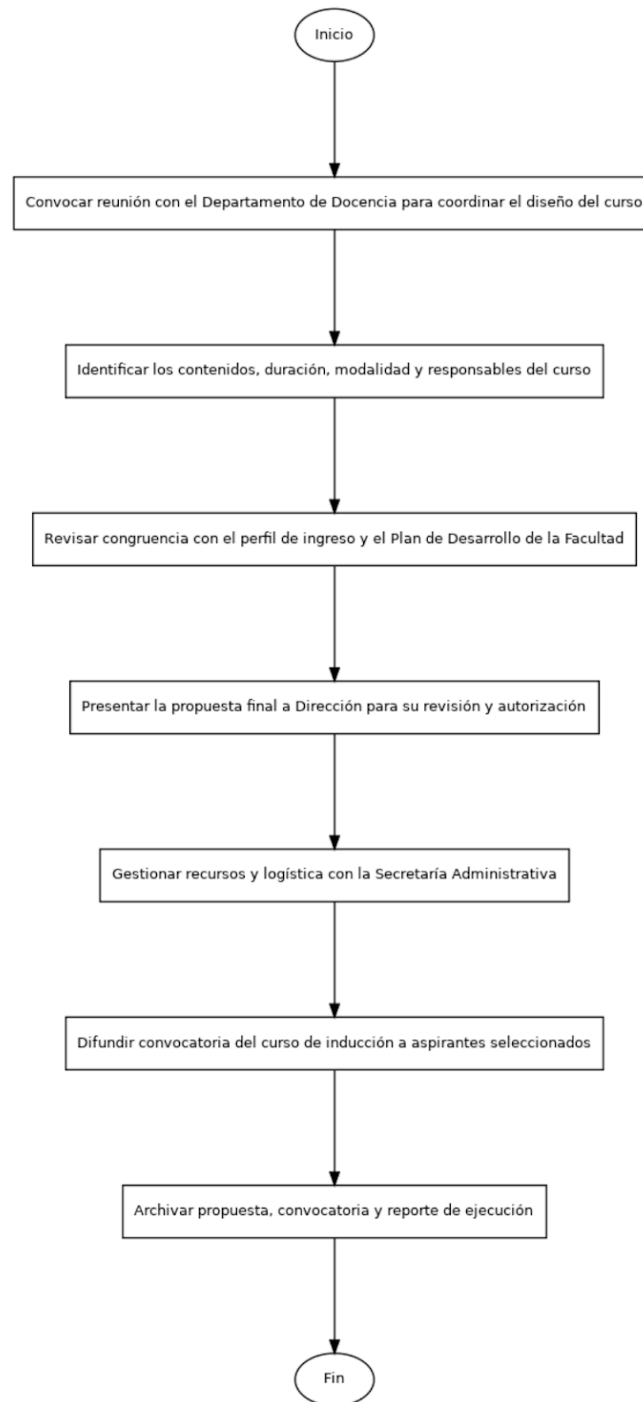 Inicio
Convocar reunión con el Departamento de Docencia para coordinar el diseño del curso
Identificar los contenidos, duración, modalidad y responsables del curso
Revisar congruencia con el perfil de ingreso y el Plan de Desarrollo de la Facultad
Presentar la propuesta final a Dirección para su revisión y autorización
Gestionar recursos y logística con la Secretaría Administrativa
Difundir convocatoria del curso de inducción a aspirantes seleccionados
Archivar propuesta, convocatoria y reporte de ejecución
Fin